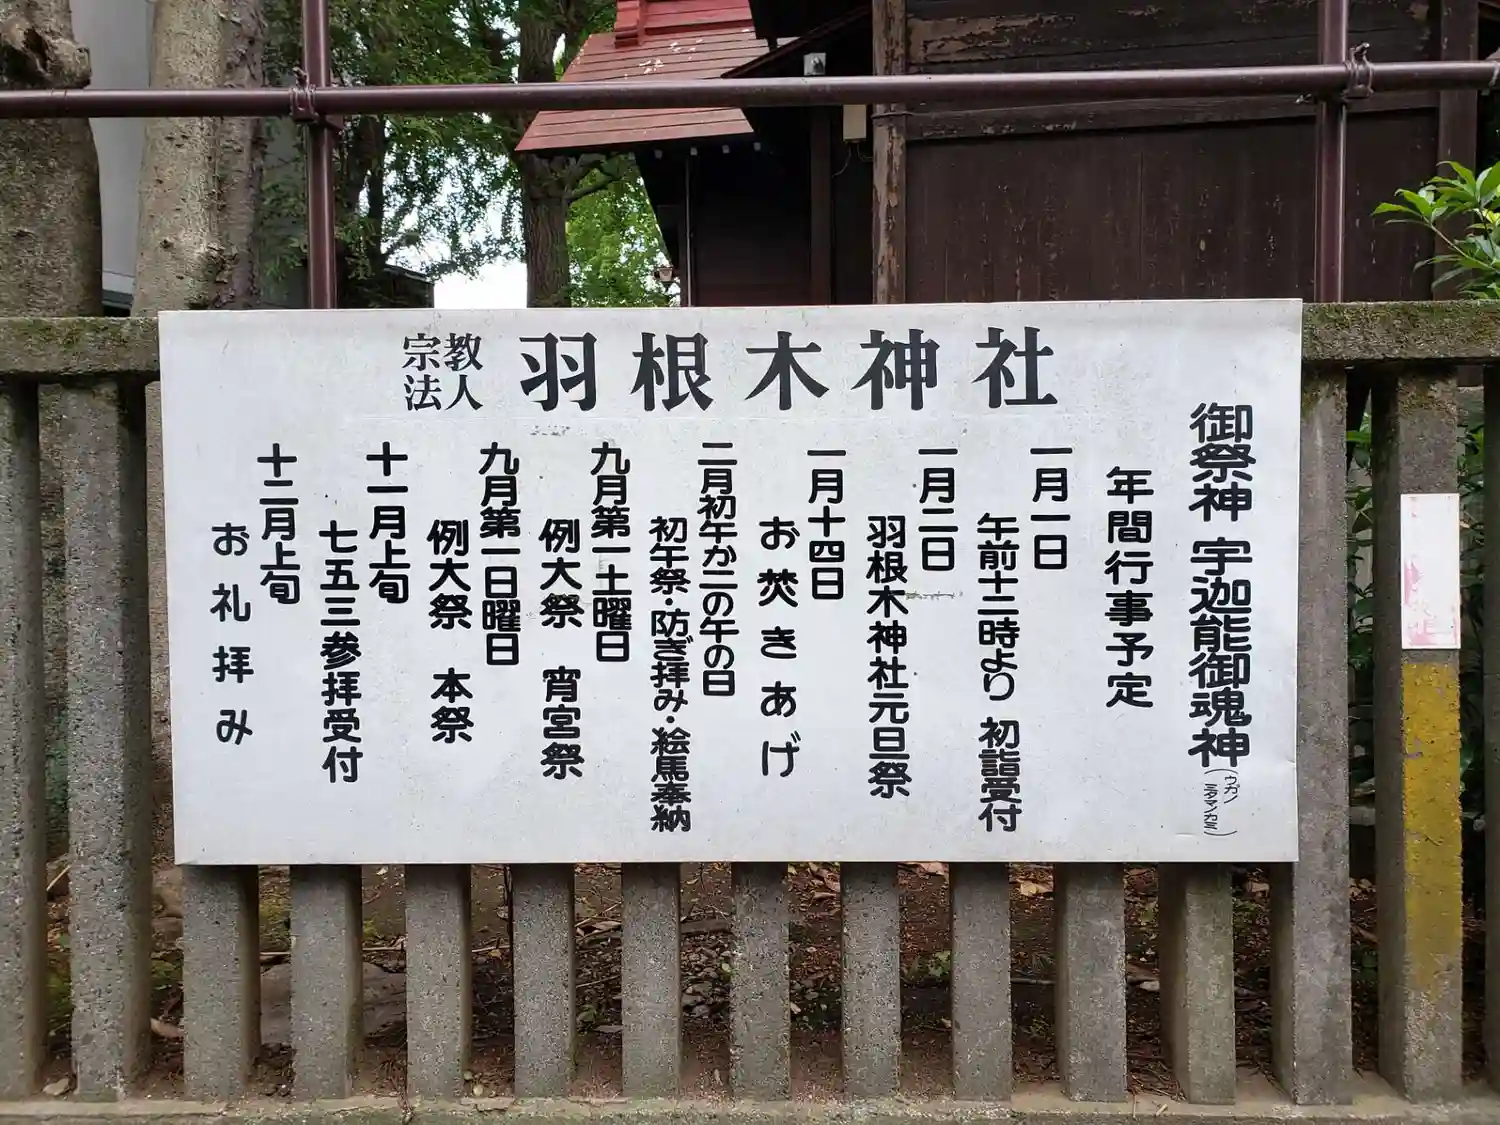 宗教法人 羽根木神社
御祭神 宇迦能御魂神
(ウガノミタマノカミ)
年間行事予定
一月一日
午前十二時より 初詣受付
一月二日
羽根木神社元旦祭
一月十四日
お焚きあげ
二月初午か二の午の日
初午祭・防ぎ拝み・絵馬奉納
九月第一土曜日
例大祭 宵宮祭
九月第一日曜日
例大祭 本祭
十一月上旬
七五三参拝受付
十二月上旬
お礼拝み